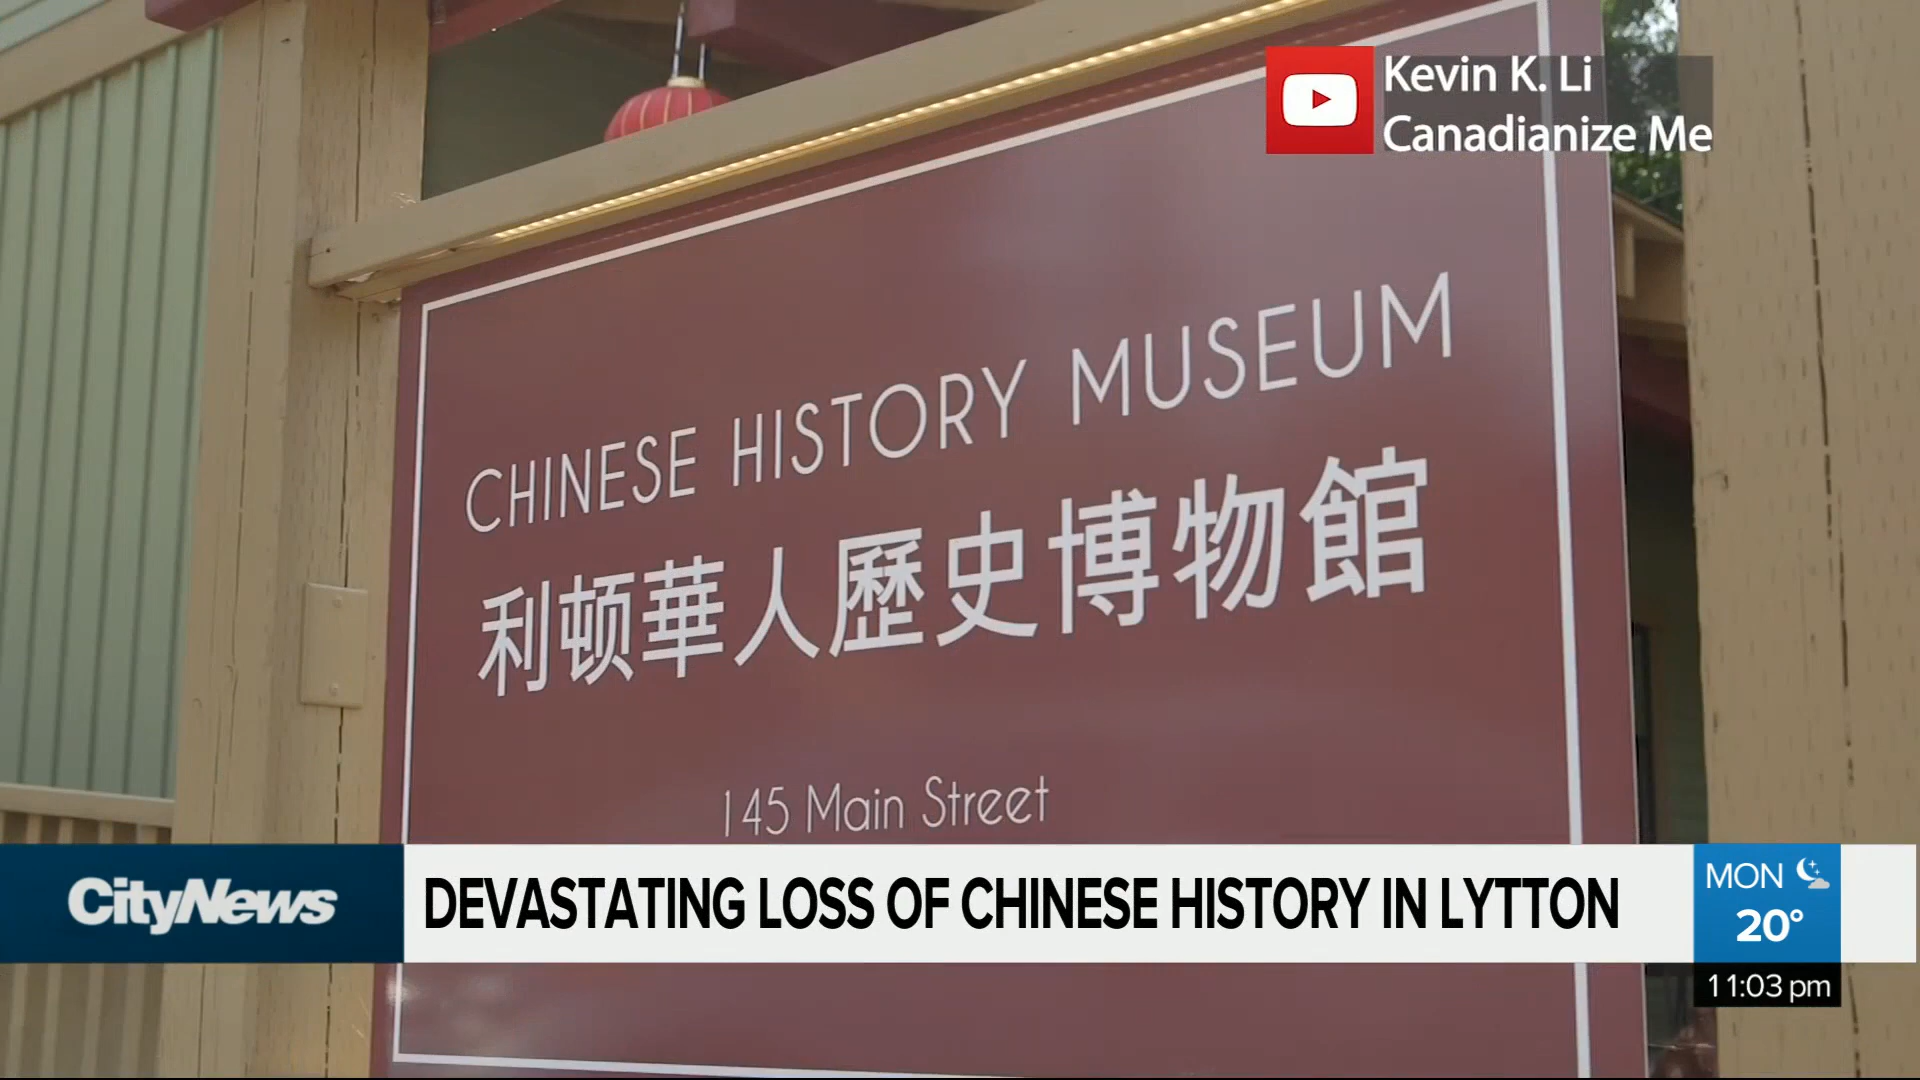 Kevin K. Li
Canadianize Me
CHINESE HISTORY MUSEUM
利顿華人歷史博物館
145 Main Street
CityNews
DEVASTATING LOSS OF CHINESE HISTORY IN LYTTON
MON
20°
11:03 pm